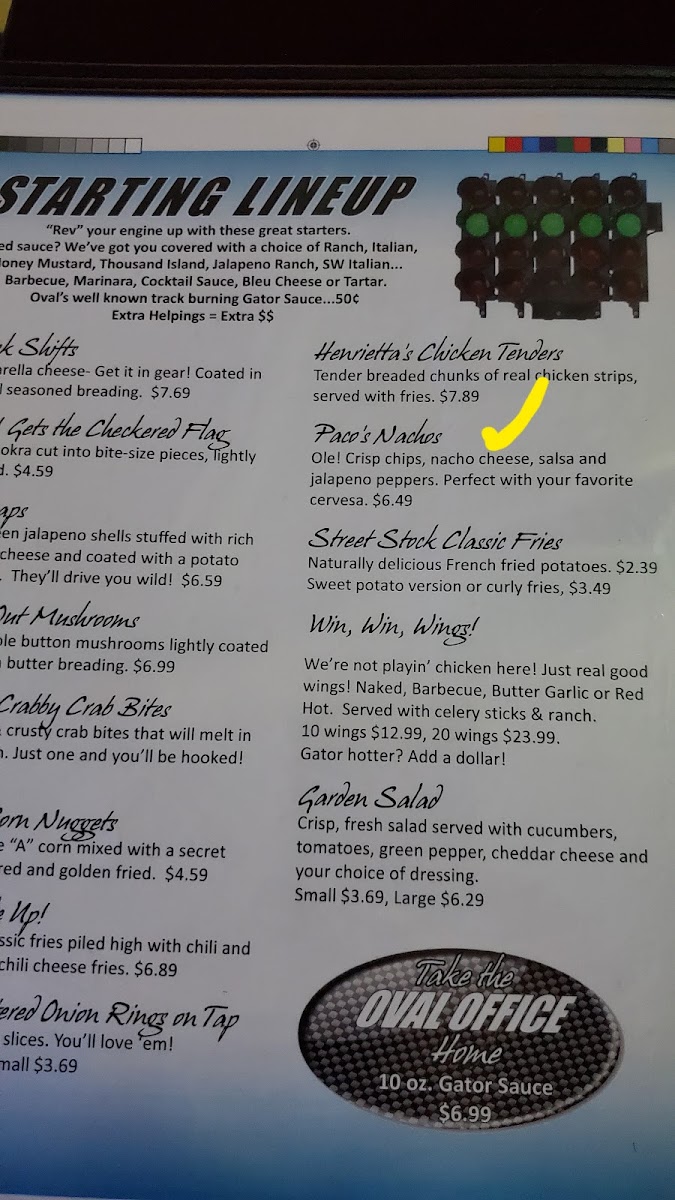 STARTING LINEUP
"Rev" your engine up with these great starters.
sauce? We've got you covered with a choice of Ranch, Italian,
Mustard, Thousand Island, Jalapeno Ranch, SW Italian...
Barbecue, Marinara, Cocktail Sauce, Bleu Cheese or Tartar.
Oval's well known track burning Gator Sauce...50¢
Extra Helpings = Extra $$
Shifts
cheese- Get it in gear! Coated in
seasoned breading. $7.69
Gets the Checkered Flag
okra cut into bite-size pieces, lightly
$4.59
jalapeno shells stuffed with rich
cheese and coated with a potato
They'll drive you wild! $6.59
Out Mushrooms
button mushrooms lightly coated
butter breading. $6.99
Crabby Crab Bites
crusty crab bites that will melt in
Just one and you'll be hooked!
Nuggets
"A" corn mixed with a secret
and golden fried. $4.59
Up!
fries piled high with chili and
chili cheese fries. $6.89
Onion Rings on Tap
slices. You'll love 'em!
$3.69
Henrietta's Chicken Tenders
Tender breaded chunks of real chicken strips,
served with fries. $7.89
Paco's Nachos
Ole! Crisp chips, nacho cheese, salsa and
jalapeno peppers. Perfect with your favorite
cervesa. $6.49
Street Stock Classic Fries
Naturally delicious French fried potatoes. $2.39
Sweet potato version or curly fries, $3.49
Win, Win, Wings!
We're not playin' chicken here! Just real good
wings! Naked, Barbecue, Butter Garlic or Red
Hot. Served with celery sticks & ranch.
10 wings $12.99, 20 wings $23.99.
Gator hotter? Add a dollar!
Garden Salad
Crisp, fresh salad served with cucumbers,
tomatoes, green pepper, cheddar cheese and
your choice of dressing.
Small $3.69, Large $6.29
Take the
OVAL OFFICE
Home
10 oz. Gator Sauce
$6.99